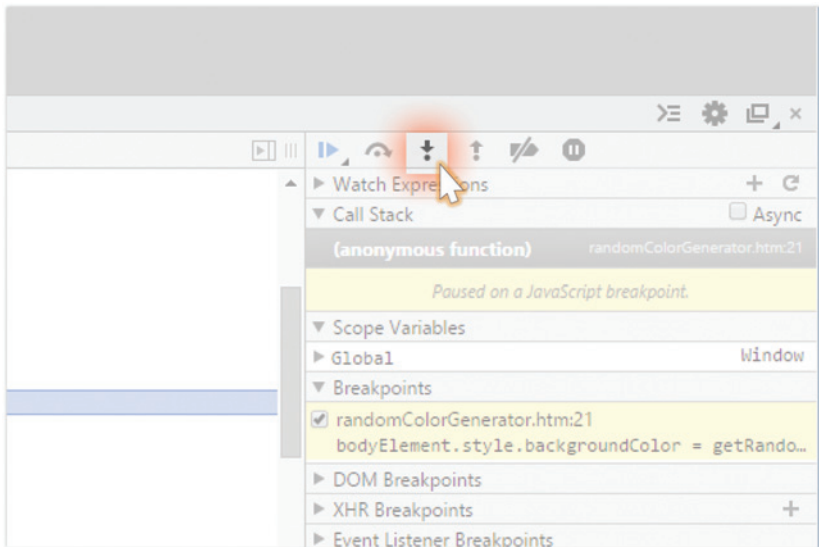 Watch Expressions
Call Stack
Async
(anonymous function) randomColorGenerator.htm:21
Paused on a JavaScript breakpoint.
Scope Variables
Global Window
Breakpoints
randomColorGenerator.htm:21
bodyElement.style.backgroundColor = getRando…
DOM Breakpoints
XHR Breakpoints
Event Listener Breakpoints